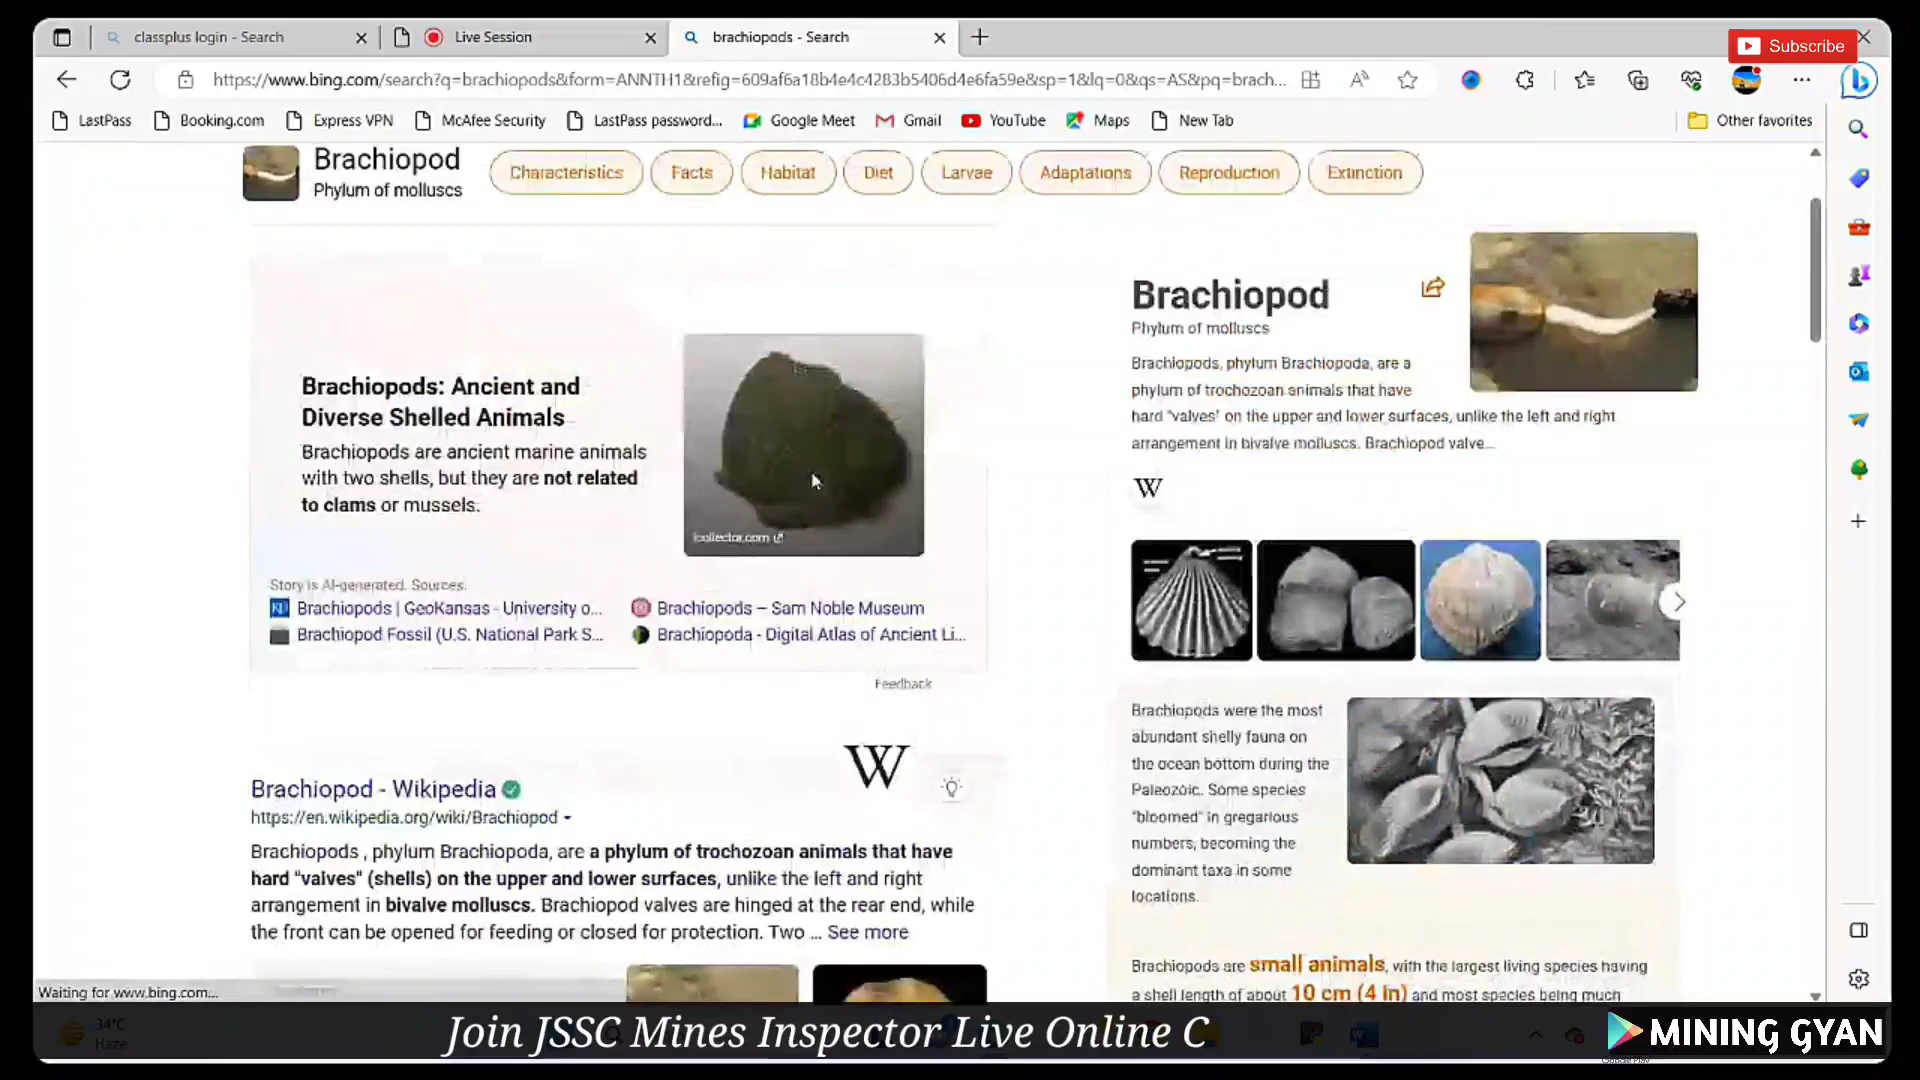 classplus login - Search
Live Session
brachiopods - Search
Subscribe
https://www.bing.com/search?q=brachiopods&form=ANNTH1&refig=609af6a18b4e4c4283b5406d4e6fa59e&sp=1&lq=0&qs=AS&pq=brach...
LastPass
Booking.com
Express VPN
McAfee Security
LastPass password...
Google Meet
Gmail
YouTube
Maps
New Tab
Other favorites
Brachiopod
Phylum of molluscs
Characteristics
Facts
Habitat
Diet
Larvae
Adaptations
Reproduction
Extinction
Brachiopods: Ancient and
Diverse Shelled Animals
Brachiopods are ancient marine animals
with two shells, but they are not related
to clams or mussels.
icollector.com
Story is AI-generated. Sources:
Brachiopods | GeoKansas - University o...
Brachiopods – Sam Noble Museum
Brachiopod Fossil (U.S. National Park S...
Brachiopoda - Digital Atlas of Ancient Li...
Feedback
W
Brachiopod - Wikipedia
https://en.wikipedia.org/wiki/Brachiopod
Brachiopods , phylum Brachiopoda, are a phylum of trochozoan animals that have
hard "valves" (shells) on the upper and lower surfaces, unlike the left and right
arrangement in bivalve molluscs. Brachiopod valves are hinged at the rear end, while
the front can be opened for feeding or closed for protection. Two ... See more
Brachiopod
Phylum of molluscs
Brachiopods, phylum Brachiopoda, are a
phylum of trochozoan animals that have
hard "valves" on the upper and lower surfaces, unlike the left and right
arrangement in bivalve molluscs. Brachiopod valve...
W
Brachiopods were the most
abundant shelly fauna on
the ocean bottom during the
Paleozoic. Some species
"bloomed" in gregarious
numbers, becoming the
dominant taxa in some
locations.
Brachiopods are small animals, with the largest living species having
a shell length of about 10 cm (4 in) and most species being much
Waiting for www.bing.com...
34°C
Haze
Join JSSC Mines Inspector Live Online C
MINING GYAN
Google Play